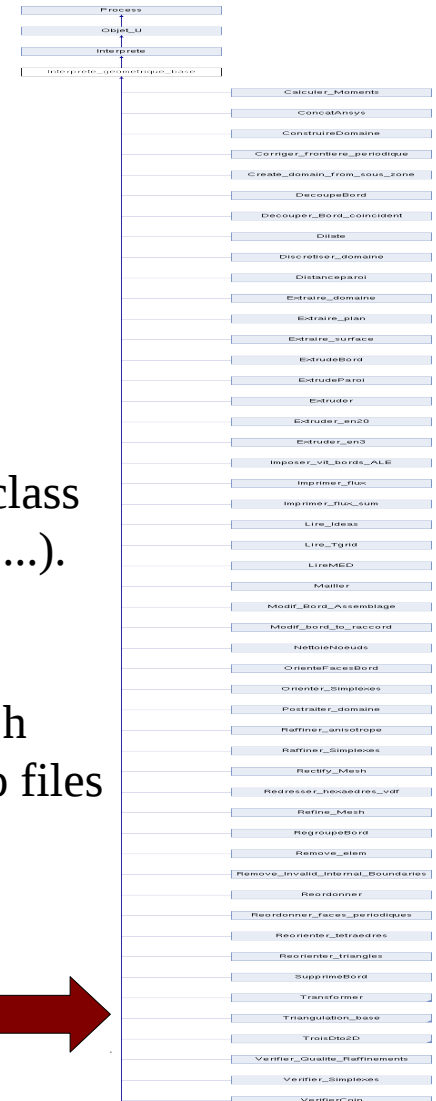 Process
Objet_U
Interprete
Interprete_geometrique_base
Calculer_Moments
ConcatAnsys
ConstruireDomaine
Corriger_frontiere_periodique
Create_domain_from_sous_zone
DecoupeBord
Decouper_Bord_coincident
Dilate
Discretiser_domaine
Distanceparoi
Extraire_domaine
Extraire_plan
Extraire_surface
ExtrudeBord
ExtrudeParoi
Extruder
Extruder_en20
Extruder_en3
Imposer_vit_bords_ALE
class
Imprimer_flux
Imprimer_flux_sum
Lire_Ideas
...).
Lire_Tgrid
LireMED
Mailler
Modif_Bord_Assemblage
Modif_bord_to_raccord
NettoieNoeuds
OrienteFacesBord
Orienter_Simplexes
Postraiter_domaine
h
Raffiner_anisotrope
Raffiner_Simplexes
Rectify_Mesh
files
Redresser_hexaedres_vdf
Refine_Mesh
RegroupeBord
Remove_elem
Remove_Invalid_Internal_Boundaries
Reordonner
Reordonner_faces_periodiques
Reorienter_tetraedres
Reorienter_triangles
SupprimeBord
Transformer
Triangulation_base
TroisDto2D
Verifier_Qualite_Raffinements
Verifier_Simplexes
VerifierCoin